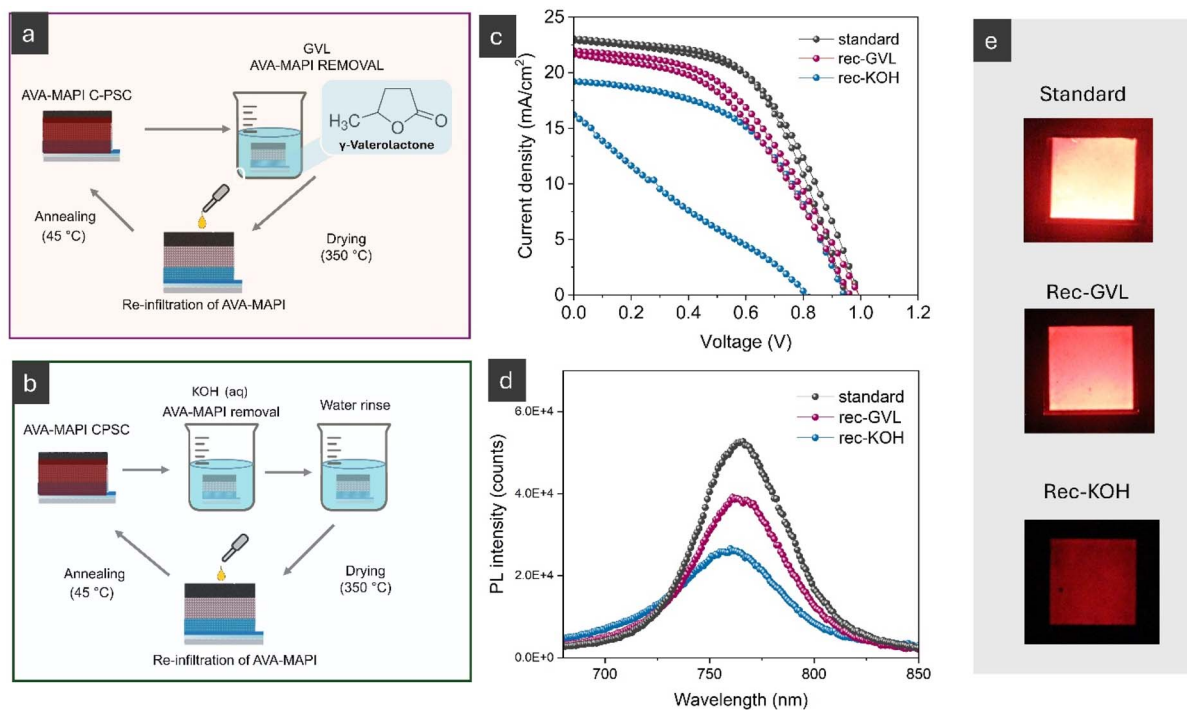 a
GVL
AVA-MAPI REMOVAL
AVA-MAPI C-PSC
H₃C
O
O
γ-Valerolactone
Annealing
(45 °C)
Drying
(350 °C)
Re-infiltration of AVA-MAPI
b
KOH (aq)
AVA-MAPI removal
Water rinse
AVA-MAPI CPSC
Annealing
(45 °C)
Drying
(350 °C)
Re-infiltration of AVA-MAPI
c
25
20
15
10
5
0
Current density (mA/cm²)
standard
rec-GVL
rec-KOH
0.0 0.2 0.4 0.6 0.8 1.0 1.2
Voltage (V)
d
6.0E+4
4.0E+4
2.0E+4
0.0E+0
PL intensity (counts)
standard
rec-GVL
rec-KOH
700 750 800 850
Wavelength (nm)
e
Standard
Rec-GVL
Rec-KOH